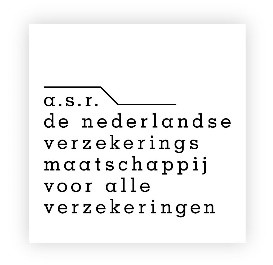 a.s.r.
de nederlandse
verzekerings
maatschappij
voor alle
verzekeringen